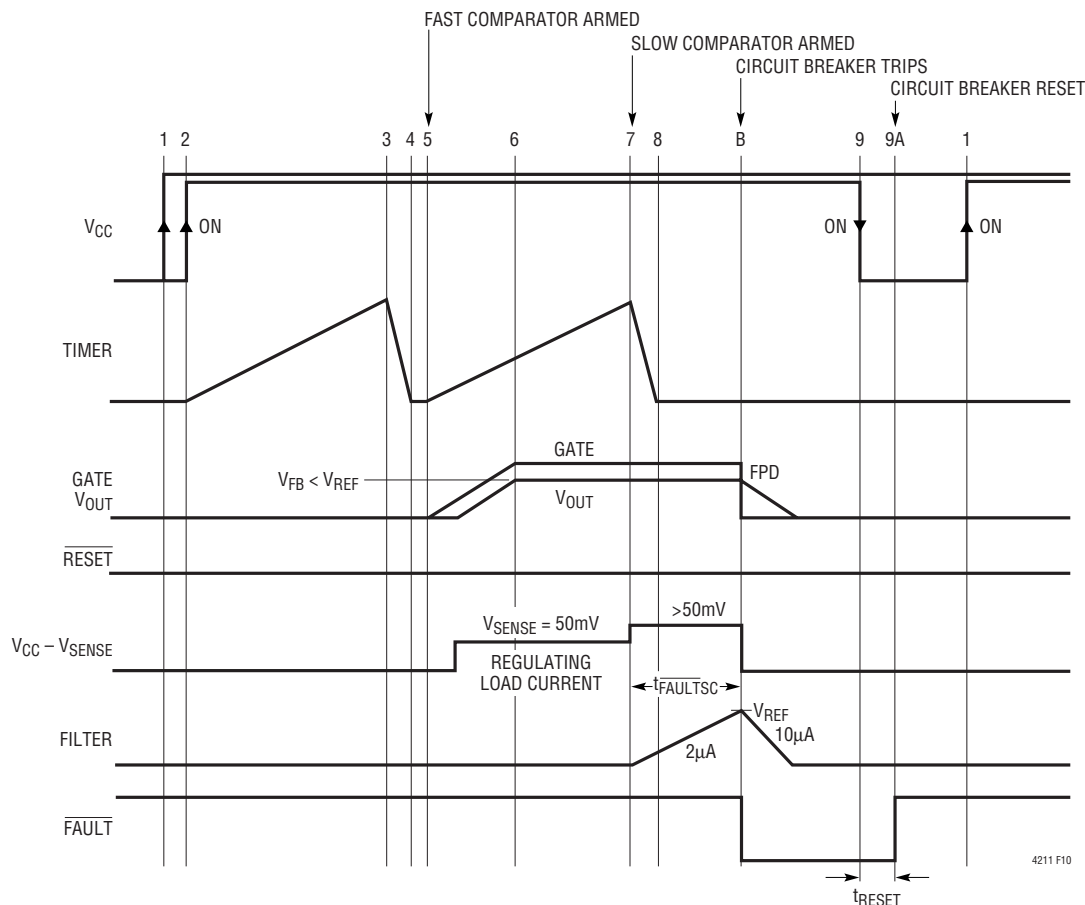 FAST COMPARATOR ARMED
SLOW COMPARATOR ARMED
CIRCUIT BREAKER TRIPS
CIRCUIT BREAKER RESET
1 2 3 4 5 6 7 8 B 9 9A 1
VCC
ON
ON
ON
TIMER
GATE
VOUT
VFB < VREF
GATE
VOUT
FPD
RESET
VCC – VSENSE
VSENSE = 50mV
>50mV
REGULATING
LOAD CURRENT
tFAULTSC
FILTER
VREF
2µA
10µA
FAULT
tRESET
4211 F10